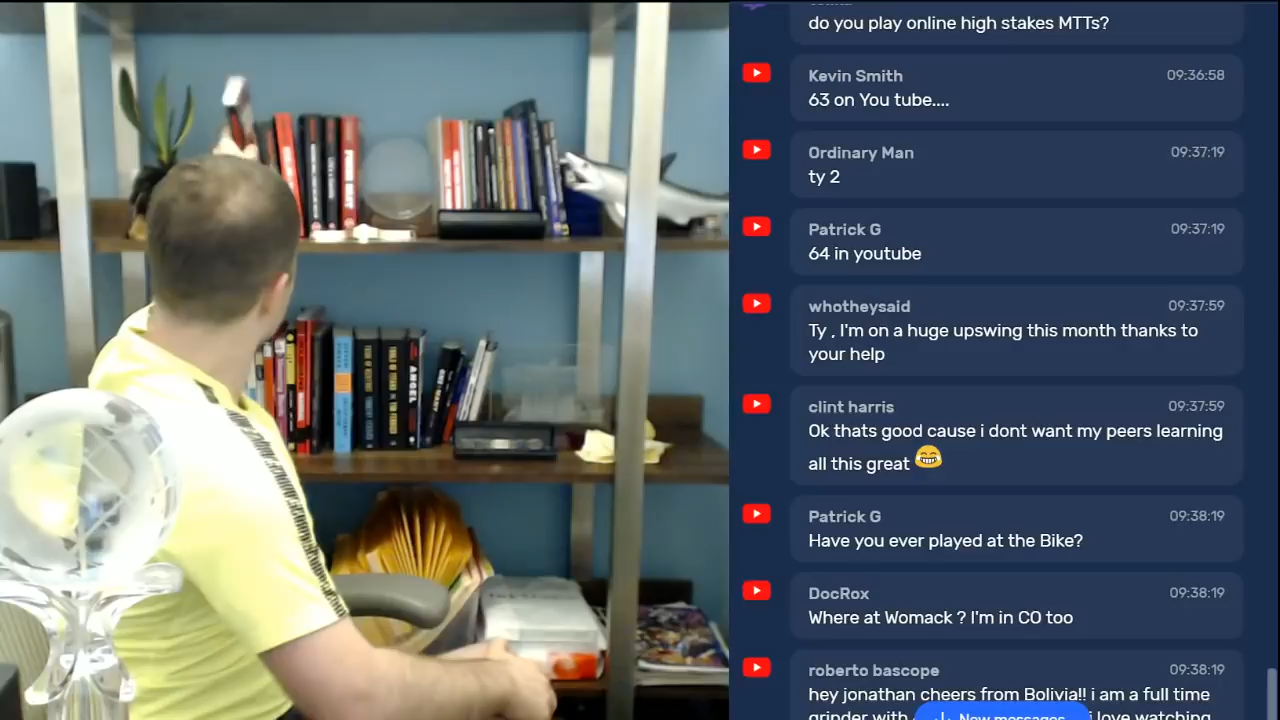 do you play online high stakes MTTs?
Kevin Smith 09:36:58
63 on You tube....
Ordinary Man 09:37:19
ty 2
Patrick G 09:37:19
64 in youtube
whotheysaid 09:37:59
Ty , I'm on a huge upswing this month thanks to
your help
clint harris 09:37:59
Ok thats good cause i dont want my peers learning
all this great 😂
Patrick G 09:38:19
Have you ever played at the Bike?
DocRox 09:38:19
Where at Womack ? I'm in CO too
roberto bascope 09:38:19
hey jonathan cheers from Bolivia!! i am a full time
grinder with
i love watching
New messages
ANGEL